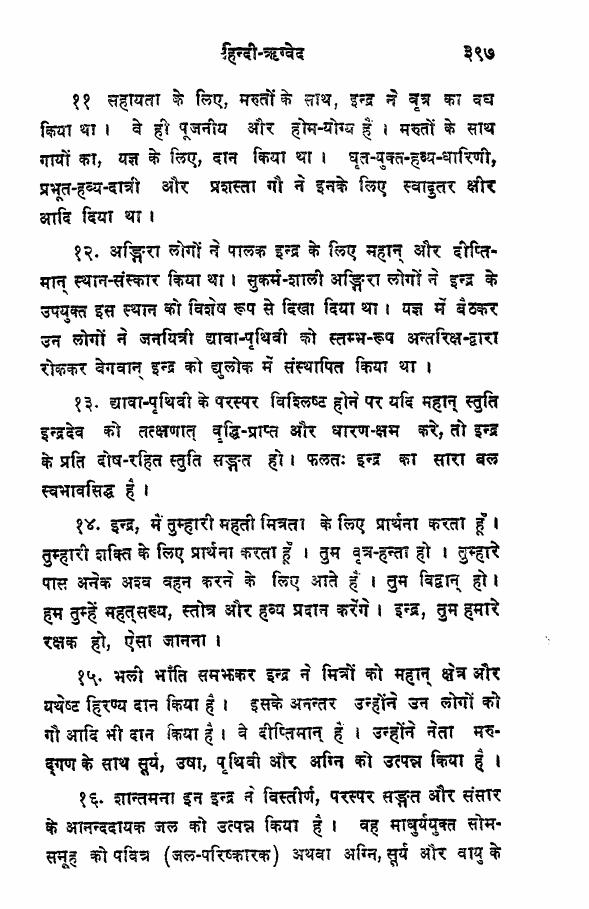 हिन्दी-ऋग्वेद ३९७
११ सहायता के लिए, मरुतों के साथ, इन्द्र ने वृत्र का वध
किया था। वे ही पूजनीय और होम-योग्य हैं। मरुतों के साथ
गायों का, यज्ञ के लिए, दान किया था। घृत-युक्त-हव्य-धारिणी,
प्रभूत-हव्य-दात्री और प्रशस्ता गौ ने इनके लिए स्वादुतर क्षीर
आदि दिया था।
१२. अङ्गिरा लोगों ने पालक इन्द्र के लिए महान् और दीप्ति-
मान् स्थान-संस्कार किया था। सुकर्म-शाली अङ्गिरा लोगों ने इन्द्र के
उपयुक्त इस स्थान को विशेष रूप से दिखा दिया था। यज्ञ में बैठकर
उन लोगों ने जनयित्री द्यावा-पृथिवी को स्तम्भ-रूप अन्तरिक्ष-द्वारा
रोककर वेगवान् इन्द्र को द्युलोक में संस्थापित किया था।
१३. द्यावा-पृथिवी के परस्पर विश्लिष्ट होने पर यदि महान् स्तुति
इन्द्रदेव को तत्क्षणात् वृद्धि-प्राप्त और धारण-क्षम करे, तो इन्द्र
के प्रति दोष-रहित स्तुति सङ्गत हो। फलतः इन्द्र का सारा बल
स्वभावसिद्ध है।
१४. इन्द्र, मैं तुम्हारी महती मित्रता के लिए प्रार्थना करता हूँ।
तुम्हारी शक्ति के लिए प्रार्थना करता हूँ। तुम वृत्र-हन्ता हो। तुम्हारे
पास अनेक अश्व वहन करने के लिए आते हैं। तुम विद्वान् हो।
हम तुम्हें महत्सख्य, स्तोत्र और हव्य प्रदान करेंगे। इन्द्र, तुम हमारे
रक्षक हो, ऐसा जानना।
१५. भली भाँति समझकर इन्द्र ने मित्रों को महान् क्षेत्र और
यथेष्ट हिरण्य दान किया है। इसके अनन्तर उन्होंने उन लोगों को
गौ आदि भी दान किया है। वे दीप्तिमान् हैं। उन्होंने नेता मरु-
द्गण के साथ सूर्य, उषा, पृथिवी और अग्नि को उत्पन्न किया है।
१६. शान्तमना इन इन्द्र ने विस्तीर्ण, परस्पर सङ्गत और संसार
के आनन्ददायक जल को उत्पन्न किया है। वह माधुर्ययुक्त सोम-
समूह को पवित्र (जल-परिष्कारक) अथवा अग्नि, सूर्य और वायु के